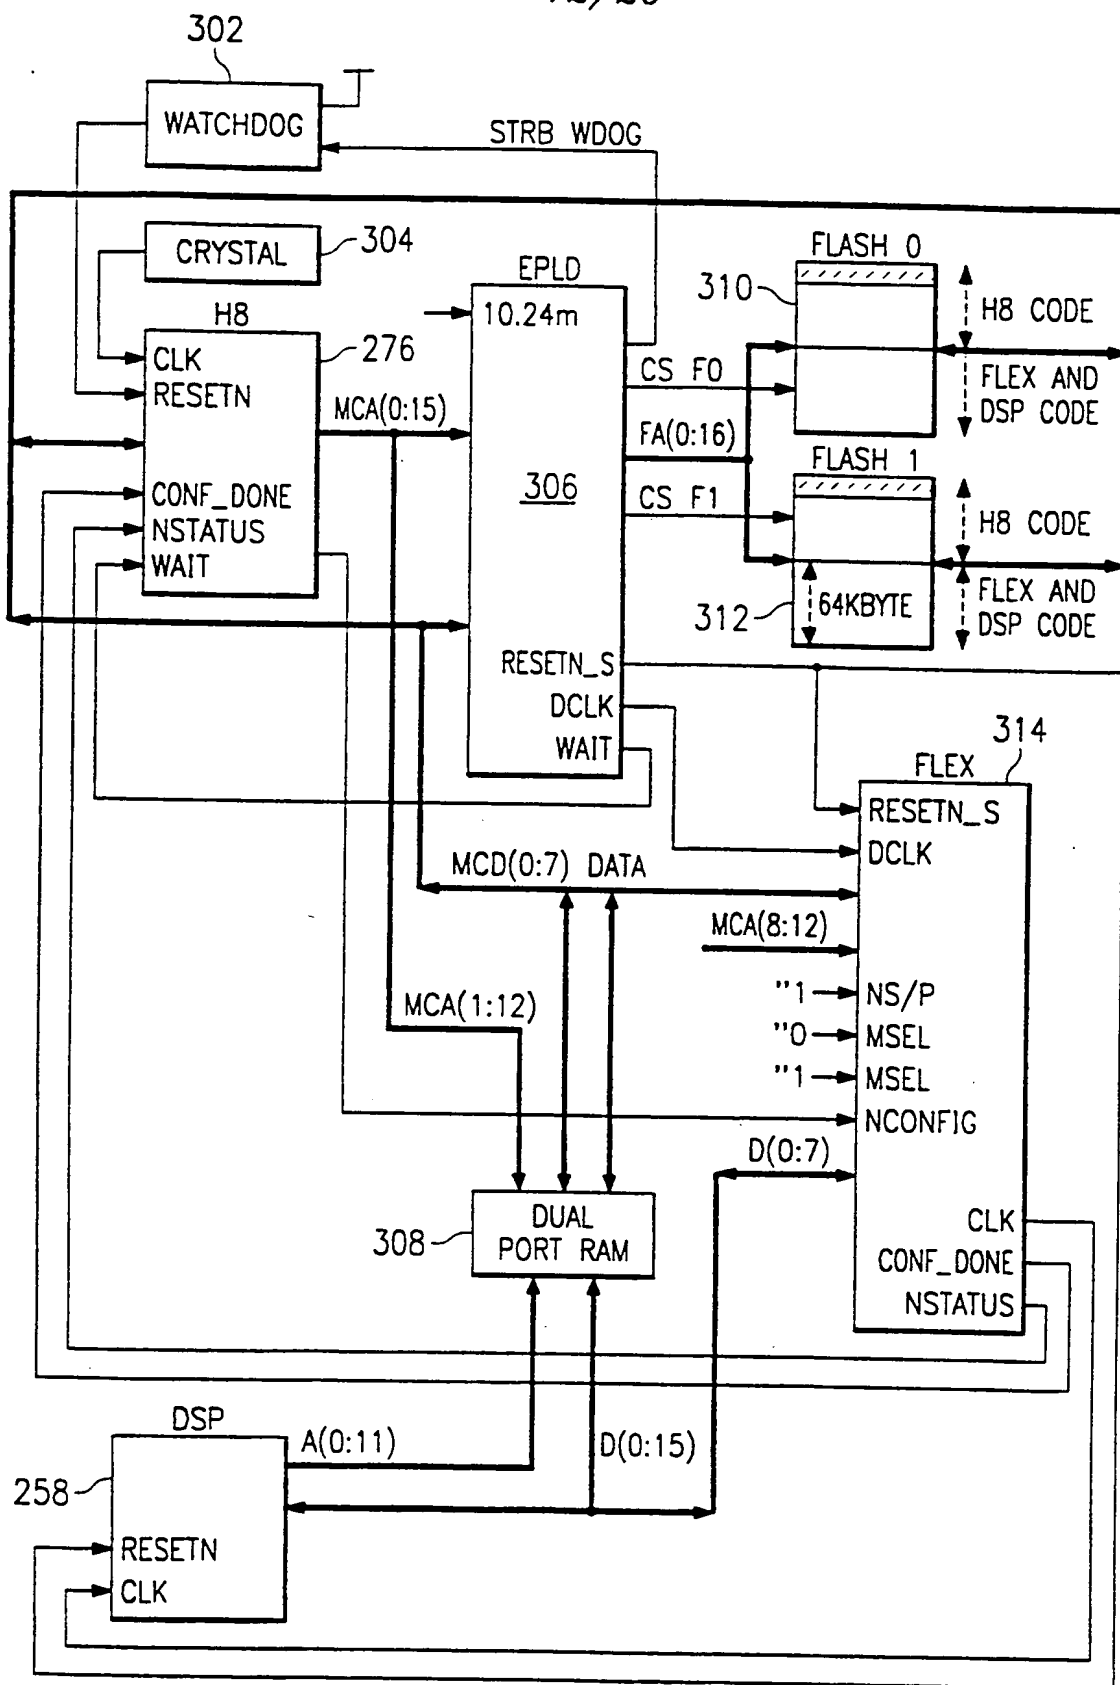 302
WATCHDOG
STRB WDOG
CRYSTAL
304
EPLD
FLASH 0
310
H8 CODE
10.24m
H8
276
CLK
RESETN
MCA(0:15)
CS F0
FLEX AND
DSP CODE
FA(0:16)
FLASH 1
306
CS F1
H8 CODE
CONF_DONE
NSTATUS
WAIT
312
64KBYTE
FLEX AND
DSP CODE
RESETN_S
DCLK
WAIT
314
FLEX
RESETN_S
DCLK
MCD(0:7) DATA
MCA(8:12)
"1
NS/P
MCA(1:12)
"0
MSEL
"1
MSEL
NCONFIG
D(0:7)
308
DUAL
PORT RAM
CLK
CONF_DONE
NSTATUS
DSP
A(0:11)
D(0:15)
258
RESETN
CLK